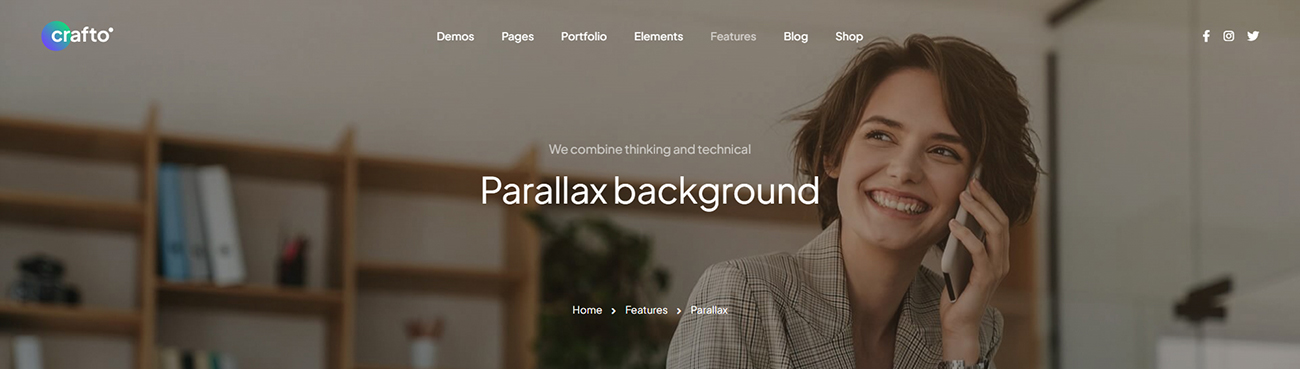 crafto
Demos Pages Portfolio Elements Features Blog Shop
We combine thinking and technical
Parallax background
Home > Features > Parallax